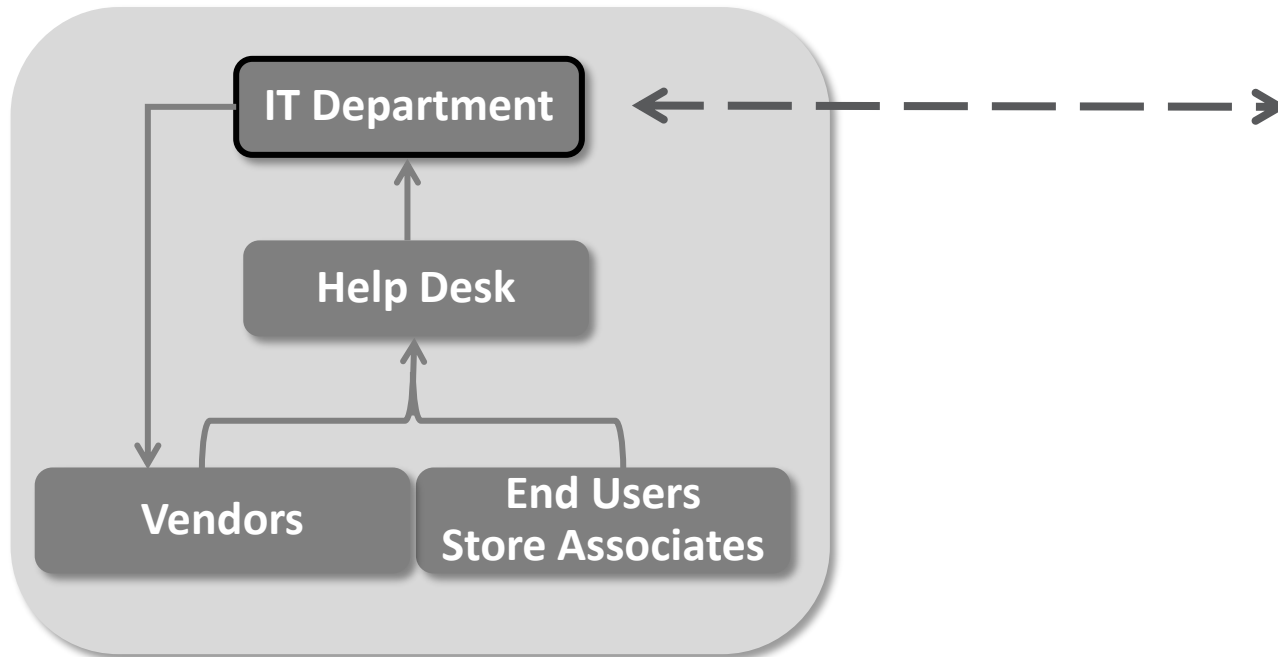 IT Department
Help Desk
Vendors
End Users
Store Associates